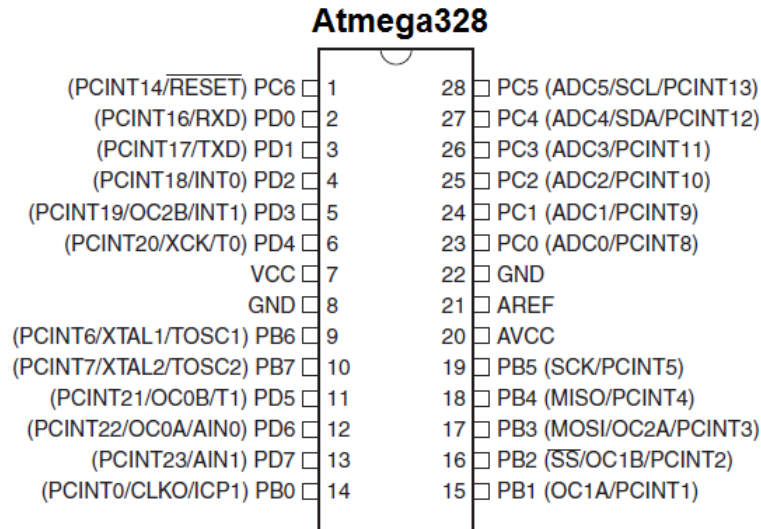 Atmega328
(PCINT14/RESET) PC6 1 28 PC5 (ADC5/SCL/PCINT13)
(PCINT16/RXD) PD0 2 27 PC4 (ADC4/SDA/PCINT12)
(PCINT17/TXD) PD1 3 26 PC3 (ADC3/PCINT11)
(PCINT18/INT0) PD2 4 25 PC2 (ADC2/PCINT10)
(PCINT19/OC2B/INT1) PD3 5 24 PC1 (ADC1/PCINT9)
(PCINT20/XCK/T0) PD4 6 23 PC0 (ADC0/PCINT8)
VCC 7 22 GND
GND 8 21 AREF
(PCINT6/XTAL1/TOSC1) PB6 9 20 AVCC
(PCINT7/XTAL2/TOSC2) PB7 10 19 PB5 (SCK/PCINT5)
(PCINT21/OC0B/T1) PD5 11 18 PB4 (MISO/PCINT4)
(PCINT22/OC0A/AIN0) PD6 12 17 PB3 (MOSI/OC2A/PCINT3)
(PCINT23/AIN1) PD7 13 16 PB2 (SS/OC1B/PCINT2)
(PCINT0/CLKO/ICP1) PB0 14 15 PB1 (OC1A/PCINT1)